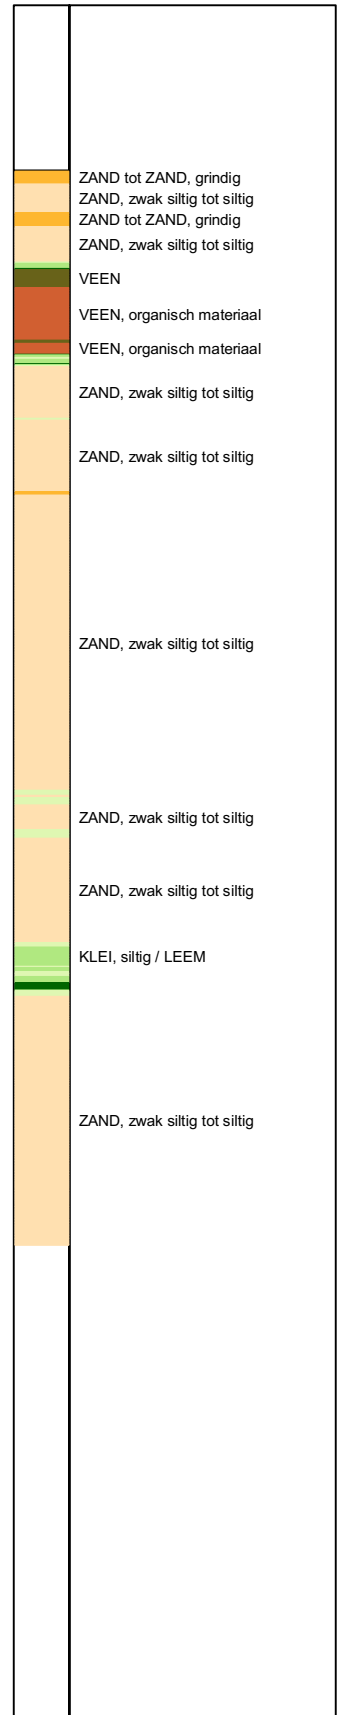 ZAND tot ZAND, grindig
ZAND, zwak siltig tot siltig
ZAND tot ZAND, grindig
ZAND, zwak siltig tot siltig
VEEN
VEEN, organisch materiaal
VEEN, organisch materiaal
ZAND, zwak siltig tot siltig
ZAND, zwak siltig tot siltig
ZAND, zwak siltig tot siltig
ZAND, zwak siltig tot siltig
ZAND, zwak siltig tot siltig
KLEI, siltig / LEEM
ZAND, zwak siltig tot siltig